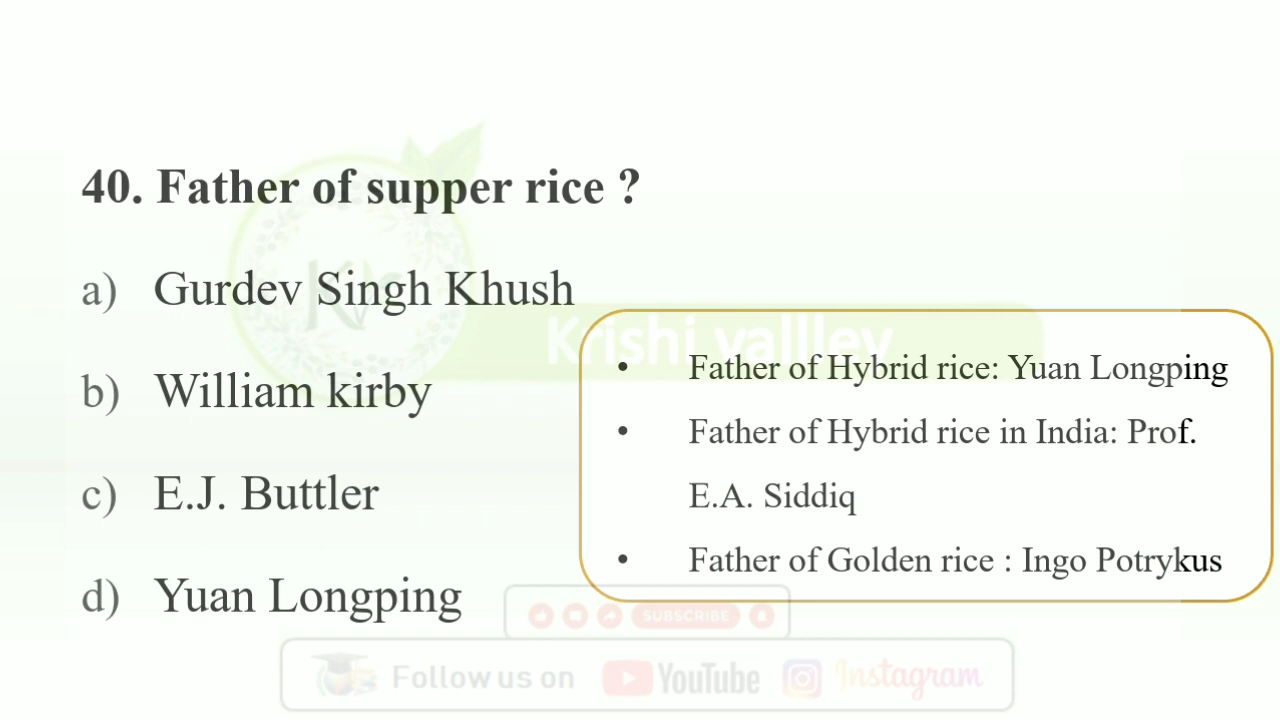 40. Father of supper rice ?
a) Gurdev Singh Khush
b) William kirby
c) E.J. Buttler
d) Yuan Longping
Krishi vallley
• Father of Hybrid rice: Yuan Longping
• Father of Hybrid rice in India: Prof.
E.A. Siddiq
• Father of Golden rice : Ingo Potrykus
SUBSCRIBE
Follow us on YouTube Instagram